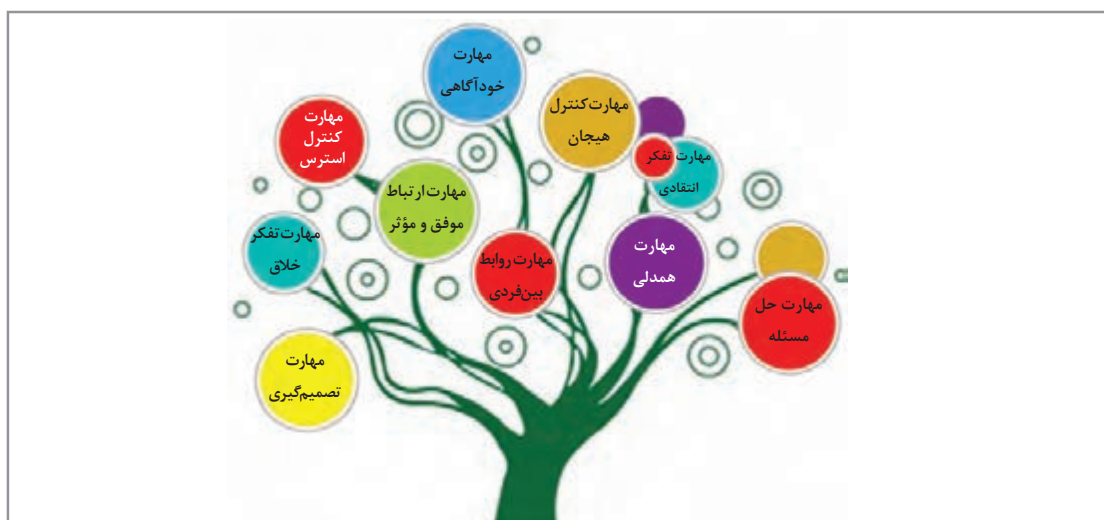 مهارت
خودآگاهی
مهارت کنترل
هیجان
مهارت
کنترل
استرس
مهارت تفکر
انتقادی
مهارت ارتباط
موفق و مؤثر
مهارت تفکر
خلاق
مهارت روابط
بین‌فردی
مهارت
همدلی
مهارت حل
مسئله
مهارت
تصمیم‌گیری